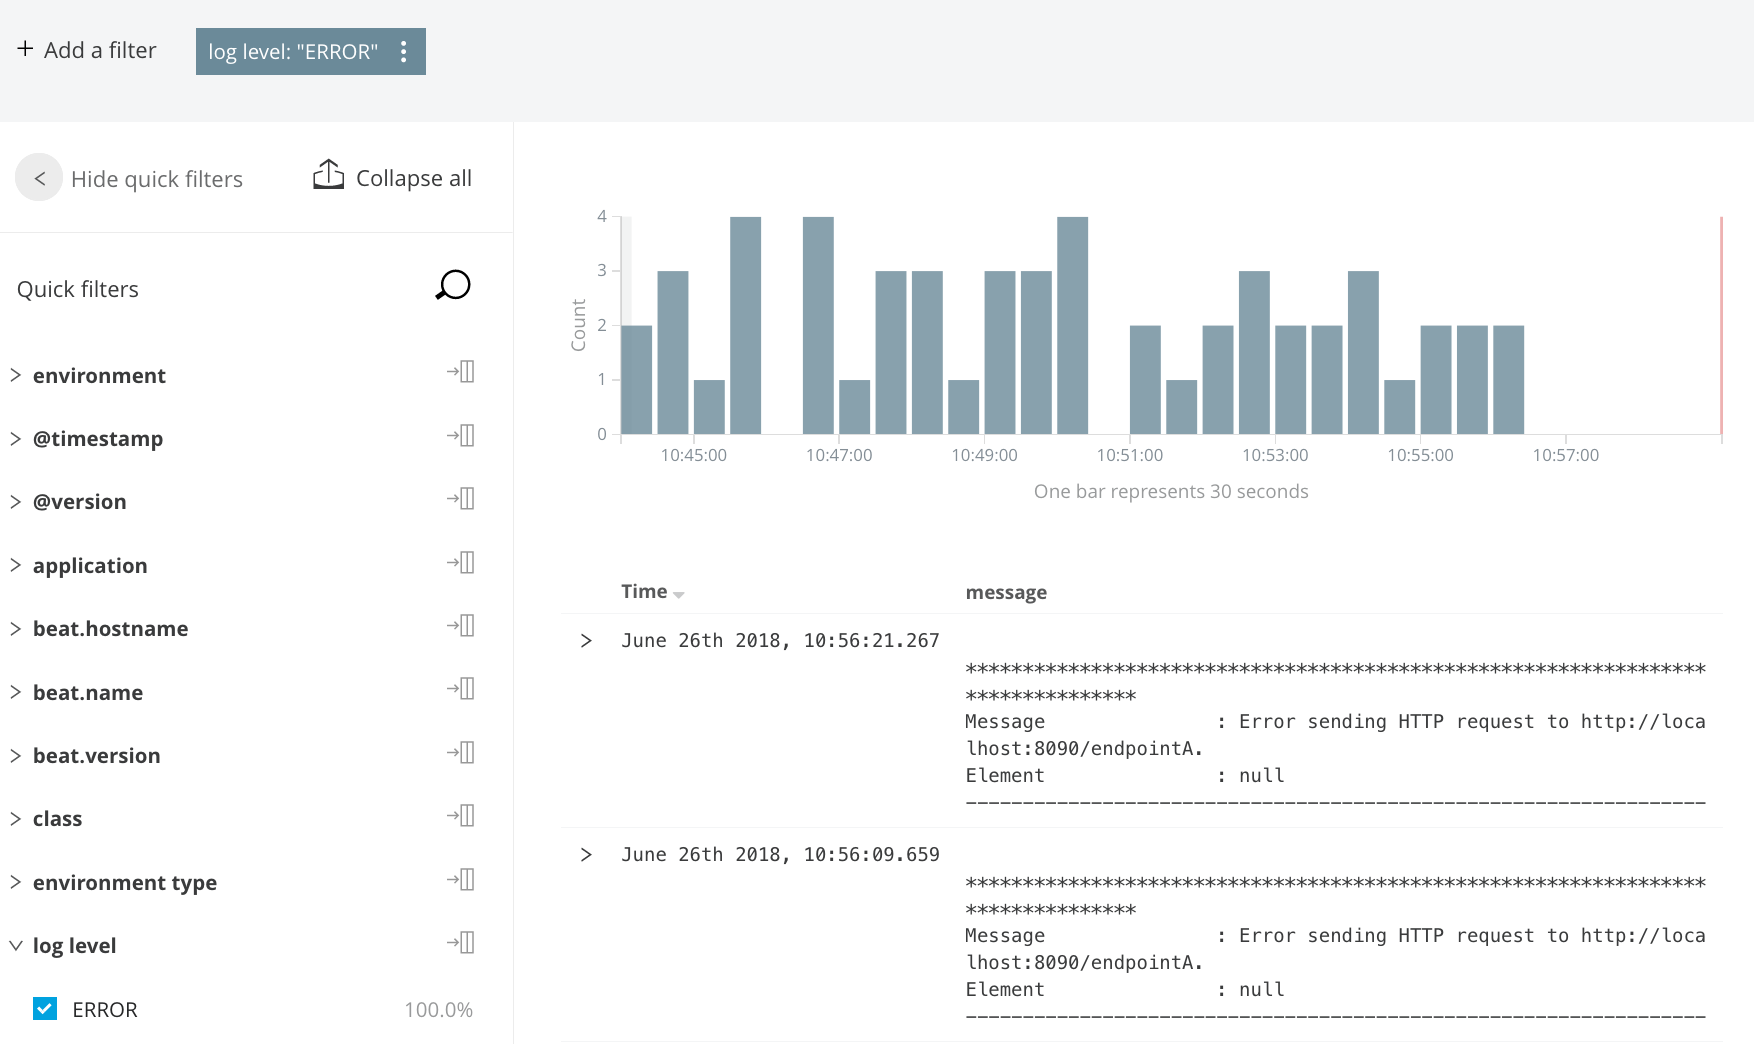 + Add a filter
log level: "ERROR"
< Hide quick filters
Collapse all
Quick filters
> environment
> @timestamp
> @version
> application
> beat.hostname
> beat.name
> beat.version
> class
> environment type
log level
ERROR 100.0%
Count
4
3
2
1
0
10:45:00 10:47:00 10:49:00 10:51:00 10:53:00 10:55:00 10:57:00
One bar represents 30 seconds
Time message
> June 26th 2018, 10:56:21.267
*****************************************************************
***************
Message : Error sending HTTP request to http://loca
lhost:8090/endpointA.
Element : null
-----------------------------------------------------------------
> June 26th 2018, 10:56:09.659
*****************************************************************
***************
Message : Error sending HTTP request to http://loca
lhost:8090/endpointA.
Element : null
-----------------------------------------------------------------